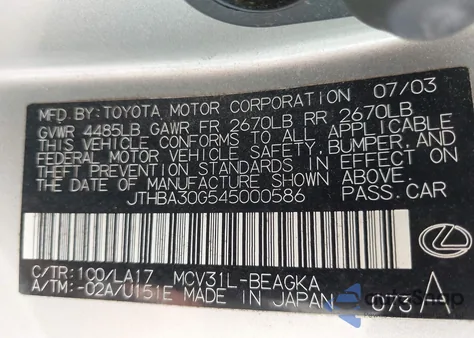 07/03
MFD. BY: TOYOTA MOTOR CORPORATION
GVWR 4485LB GAWR FR 2670LB RR 2670LB
THIS VEHICLE CONFORMS TO ALL APPLICABLE
FEDERAL MOTOR VEHICLE SAFETY, BUMPER, AND
THEFT PREVENTION STANDARDS IN EFFECT ON
THE DATE OF MANUFACTURE SHOWN ABOVE.
JTHBA30G545000586 PASS. CAR
C/TR: 1C0/LA17 MCV31L-BEAGKA A
A/TM: -02A/U151E MADE IN JAPAN 073